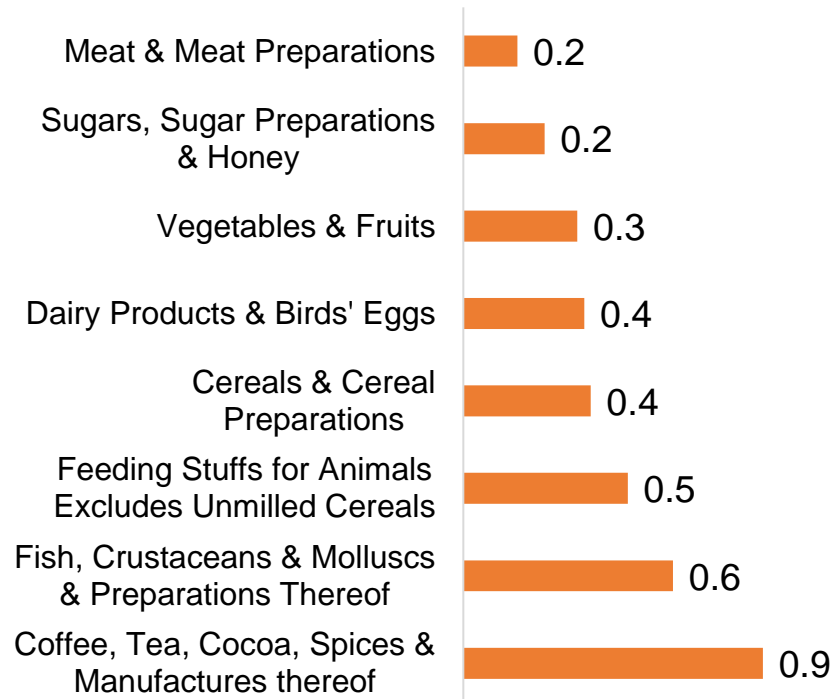 Meat & Meat Preparations 0.2
Sugars, Sugar Preparations
& Honey 0.2
Vegetables & Fruits 0.3
Dairy Products & Birds' Eggs 0.4
Cereals & Cereal
Preparations 0.4
Feeding Stuffs for Animals
Excludes Unmilled Cereals 0.5
Fish, Crustaceans & Molluscs
& Preparations Thereof 0.6
Coffee, Tea, Cocoa, Spices &
Manufactures thereof 0.9